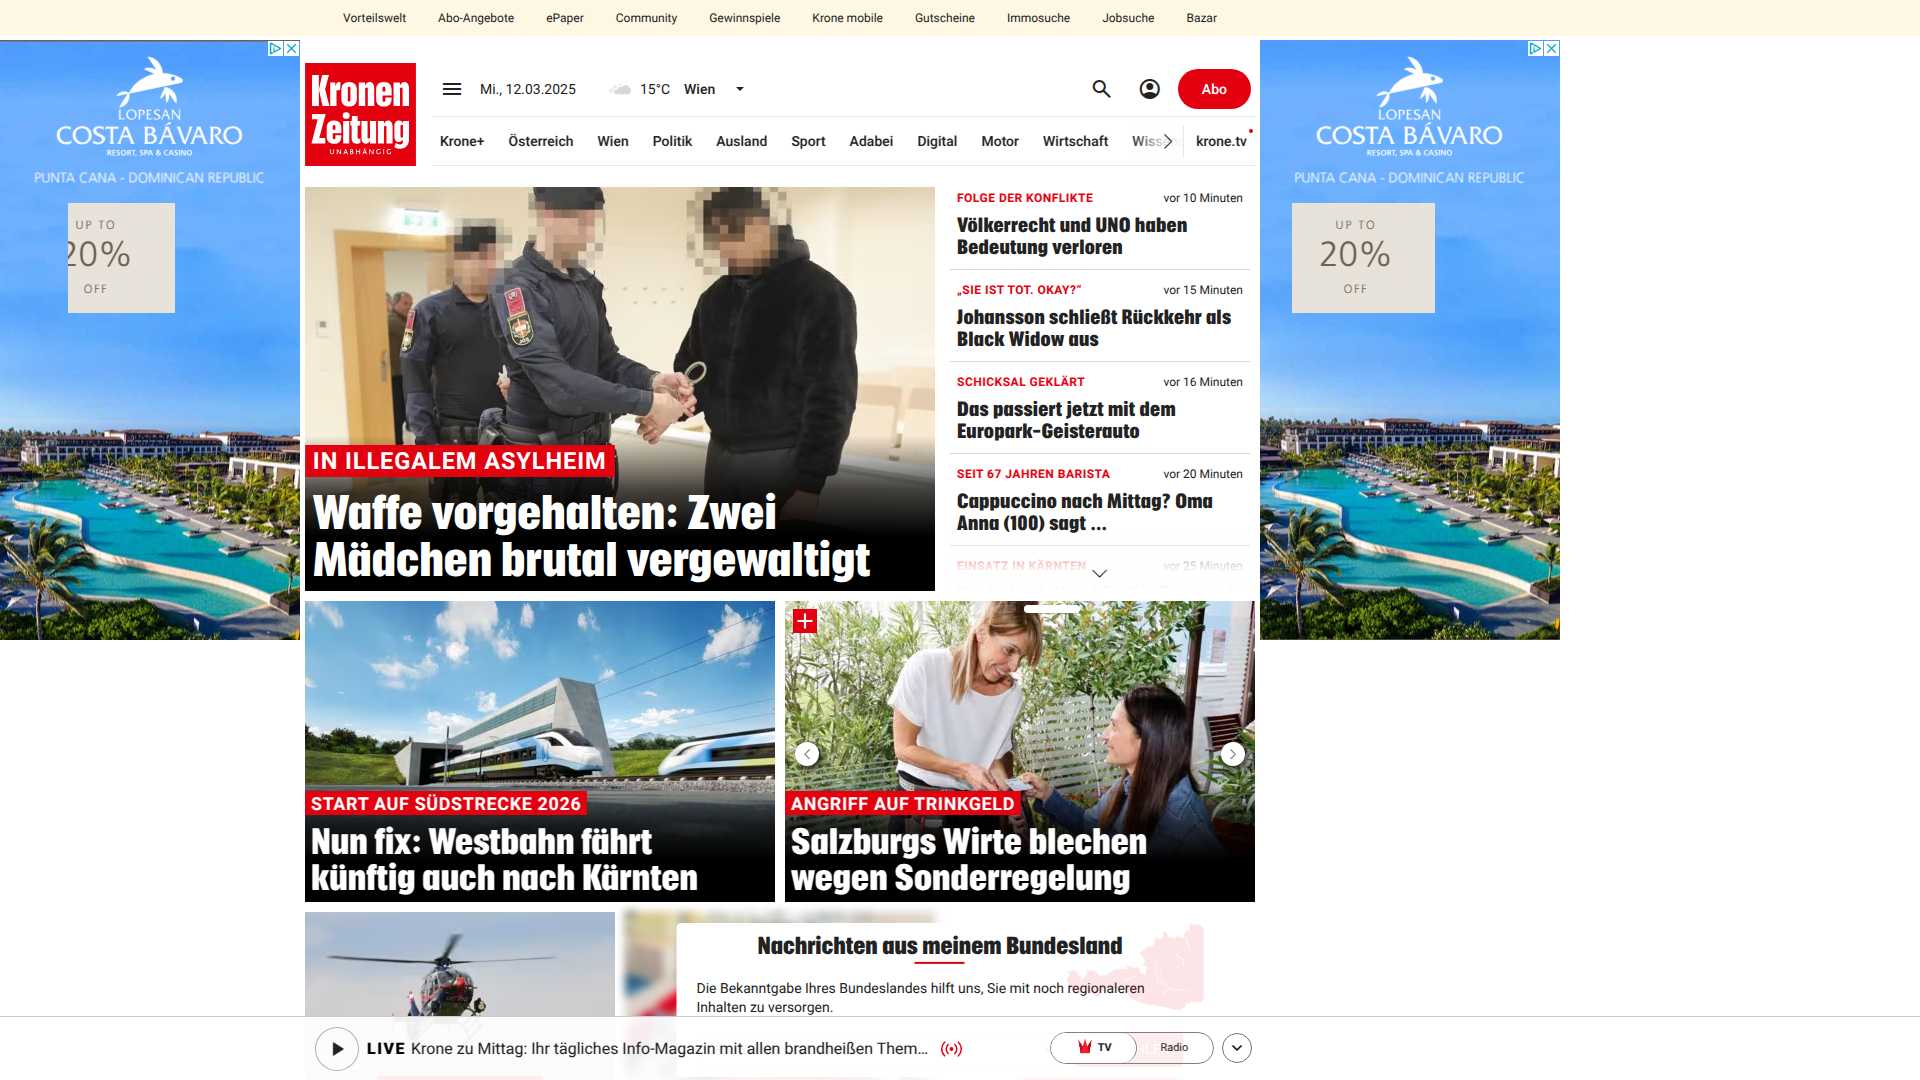 Vorteilswelt Abo-Angebote ePaper Community Gewinnspiele Krone mobile Gutscheine Immosuche Jobsuche Bazar
LOPESAN
COSTA BÁVARO
RESORT, SPA & CASINO
PUNTA CANA - DOMINICAN REPUBLIC
UP TO
20%
OFF
Kronen
Zeitung
UNABHÄNGIG
Mi., 12.03.2025 15°C Wien
Abo
Krone+ Österreich Wien Politik Ausland Sport Adabei Digital Motor Wirtschaft Wissen krone.tv
IN ILLEGALEM ASYLHEIM
Waffe vorgehalten: Zwei
Mädchen brutal vergewaltigt
FOLGE DER KONFLIKTE vor 10 Minuten
Völkerrecht und UNO haben
Bedeutung verloren
„SIE IST TOT. OKAY?“ vor 15 Minuten
Johansson schließt Rückkehr als
Black Widow aus
SCHICKSAL GEKLÄRT vor 16 Minuten
Das passiert jetzt mit dem
Europark-Geisterauto
SEIT 67 JAHREN BARISTA vor 20 Minuten
Cappuccino nach Mittag? Oma
Anna (100) sagt ...
EINSATZ IN KÄRNTEN vor 25 Minuten
LOPESAN
COSTA BÁVARO
RESORT, SPA & CASINO
PUNTA CANA - DOMINICAN REPUBLIC
UP TO
20%
OFF
START AUF SÜDSTRECKE 2026
Nun fix: Westbahn fährt
künftig auch nach Kärnten
ANGRIFF AUF TRINKGELD
Salzburgs Wirte blechen
wegen Sonderregelung
Nachrichten aus meinem Bundesland
Die Bekanntgabe Ihres Bundeslandes hilft uns, Sie mit noch regionaleren
Inhalten zu versorgen.
LIVE Krone zu Mittag: Ihr tägliches Info-Magazin mit allen brandheißen Them...
TV Radio